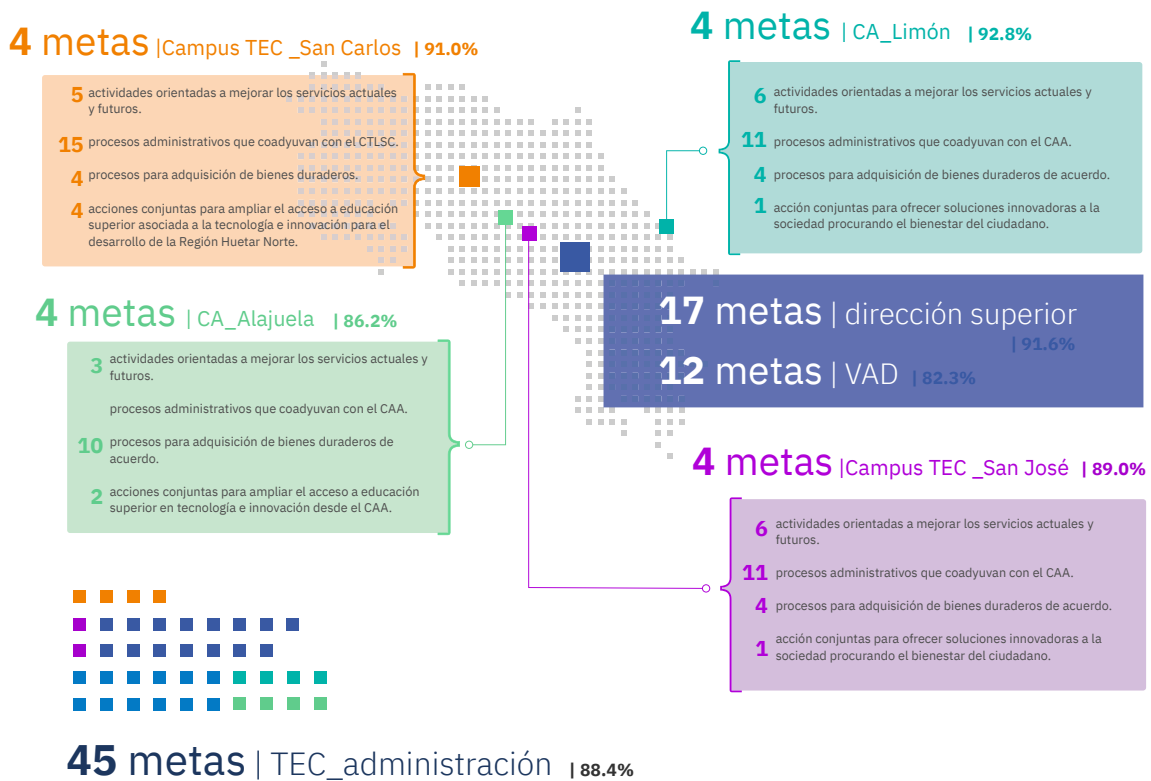 4 metas |Campus TEC _San Carlos | 91.0%
5 actividades orientadas a mejorar los servicios actuales
y futuros.
15 procesos administrativos que coadyuvan con el CTLSC.
4 procesos para adquisición de bienes duraderos.
4 acciones conjuntas para ampliar el acceso a educación
superior asociada a la tecnología e innovación para el
desarrollo de la Región Huetar Norte.
4 metas | CA_Limón | 92.8%
6 actividades orientadas a mejorar los servicios actuales y
futuros.
11 procesos administrativos que coadyuvan con el CAA.
4 procesos para adquisición de bienes duraderos de acuerdo.
1 acción conjuntas para ofrecer soluciones innovadoras a la
sociedad procurando el bienestar del ciudadano.
4 metas | CA_Alajuela | 86.2%
3 actividades orientadas a mejorar los servicios actuales y
futuros.
procesos administrativos que coadyuvan con el CAA.
10 procesos para adquisición de bienes duraderos de
acuerdo.
2 acciones conjuntas para ampliar el acceso a educación
superior en tecnología e innovación desde el CAA.
17 metas | dirección superior
| 91.6%
12 metas | VAD | 82.3%
4 metas |Campus TEC _San José | 89.0%
6 actividades orientadas a mejorar los servicios actuales y
futuros.
11 procesos administrativos que coadyuvan con el CAA.
4 procesos para adquisición de bienes duraderos de acuerdo.
1 acción conjuntas para ofrecer soluciones innovadoras a la
sociedad procurando el bienestar del ciudadano.
45 metas | TEC_administración | 88.4%